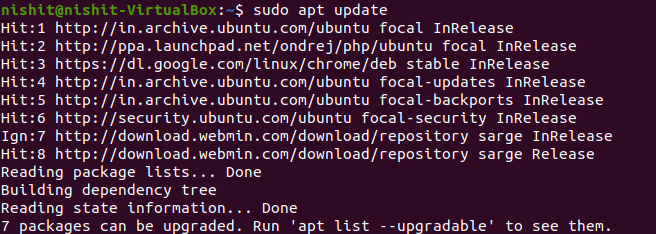 nishit@nishit-VirtualBox:~$ sudo apt update
Hit:1 http://in.archive.ubuntu.com/ubuntu focal InRelease
Hit:2 http://ppa.launchpad.net/ondrej/php/ubuntu focal InRelease
Hit:3 https://dl.google.com/linux/chrome/deb stable InRelease
Hit:4 http://in.archive.ubuntu.com/ubuntu focal-updates InRelease
Hit:5 http://in.archive.ubuntu.com/ubuntu focal-backports InRelease
Hit:6 http://security.ubuntu.com/ubuntu focal-security InRelease
Ign:7 http://download.webmin.com/download/repository sarge InRelease
Hit:8 http://download.webmin.com/download/repository sarge Release
Reading package lists... Done
Building dependency tree
Reading state information... Done
7 packages can be upgraded. Run 'apt list --upgradable' to see them.